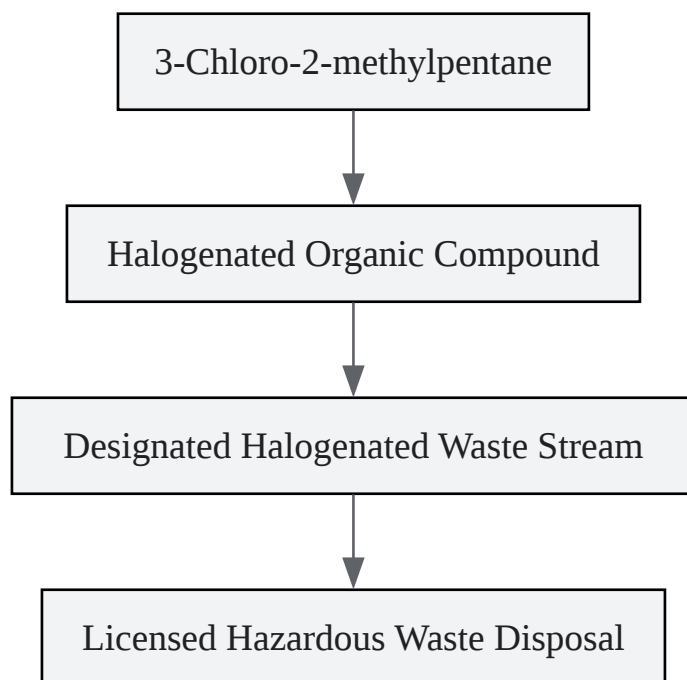 3-Chloro-2-methylpentane
Halogenated Organic Compound
Designated Halogenated Waste Stream
Licensed Hazardous Waste Disposal